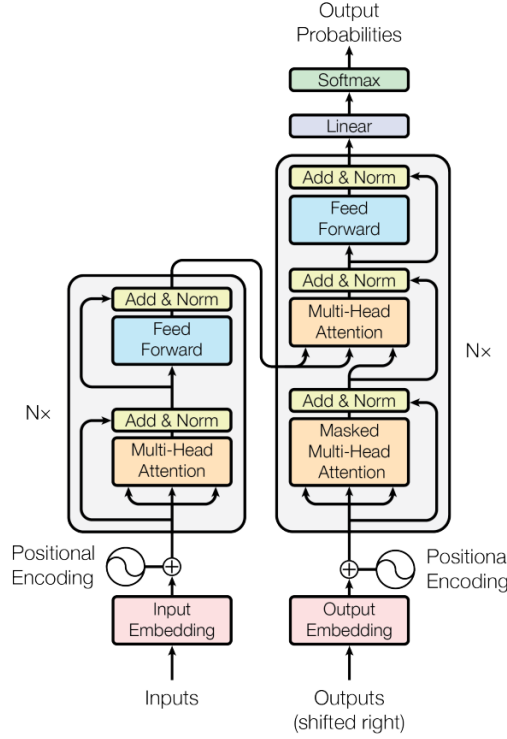 Output
Probabilities
Softmax
Linear
Add & Norm
Feed
Forward
Add & Norm
Multi-Head
Attention
Add & Norm
Masked
Multi-Head
Attention
Nx
Positional
Encoding
Output
Embedding
Outputs
(shifted right)
Add & Norm
Feed
Forward
Add & Norm
Multi-Head
Attention
N×
Positional
Encoding
Input
Embedding
Inputs